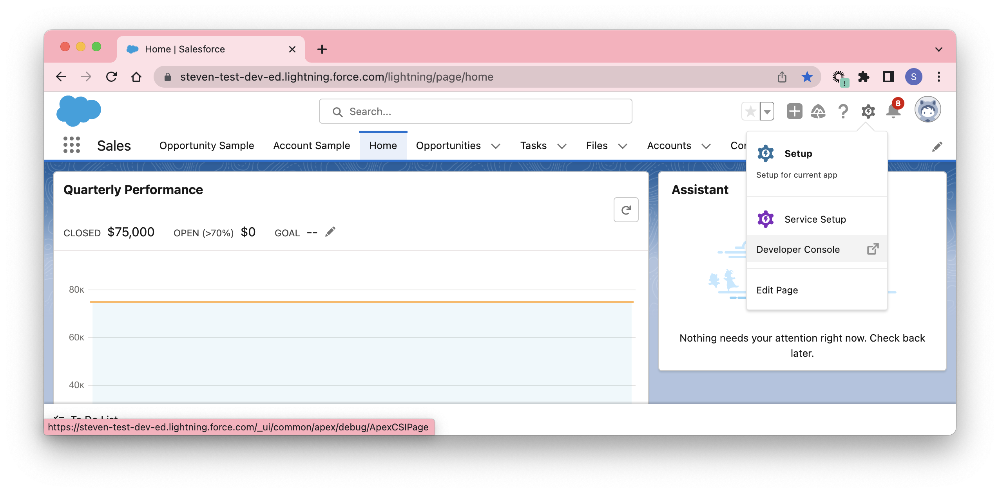 Home | Salesforce
steven-test-dev-ed.lightning.force.com/lightning/page/home
S
!
Search...
8
Sales
Opportunity Sample
Account Sample
Home
Opportunities
Tasks
Files
Accounts
Setup
Setup for current app
Service Setup
Developer Console
Edit Page
Quarterly Performance
CLOSED $75,000 OPEN (>70%) $0 GOAL --
80K
60K
40K
Assistant
Nothing needs your attention right now. Check back
later.
To Do List
https://steven-test-dev-ed.lightning.force.com/_ui/common/apex/debug/ApexCSIPage